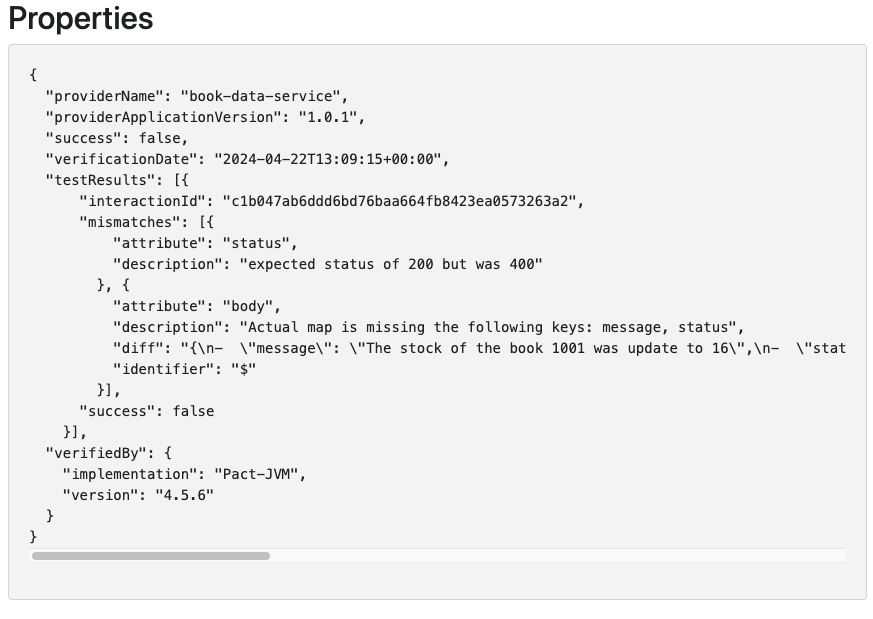 Properties
{
  "providerName": "book-data-service",
  "providerApplicationVersion": "1.0.1",
  "success": false,
  "verificationDate": "2024-04-22T13:09:15+00:00",
  "testResults": [{
      "interactionId": "c1b047ab6ddd6bd76baa664fb8423ea0573263a2",
      "mismatches": [{
          "attribute": "status",
          "description": "expected status of 200 but was 400"
        }, {
          "attribute": "body",
          "description": "Actual map is missing the following keys: message, status",
          "diff": "{\n-  \"message\": \"The stock of the book 1001 was update to 16\",\n-  \"stat
          "identifier": "$"
        }],
      "success": false
    }],
  "verifiedBy": {
    "implementation": "Pact-JVM",
    "version": "4.5.6"
  }
}